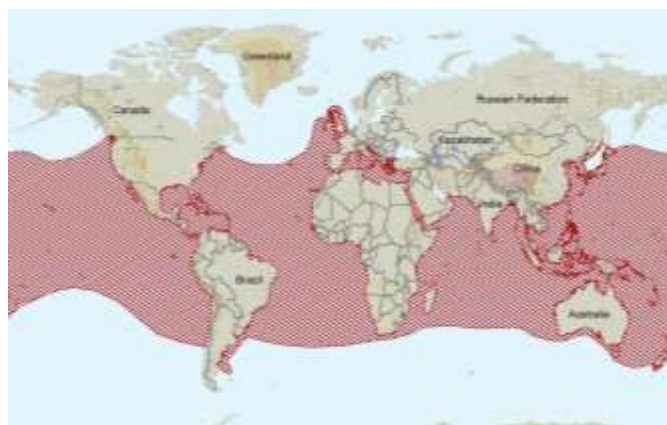 Greenland
Canada
Russian Federation
Kazakhstan
China
India
Brazil
Australia